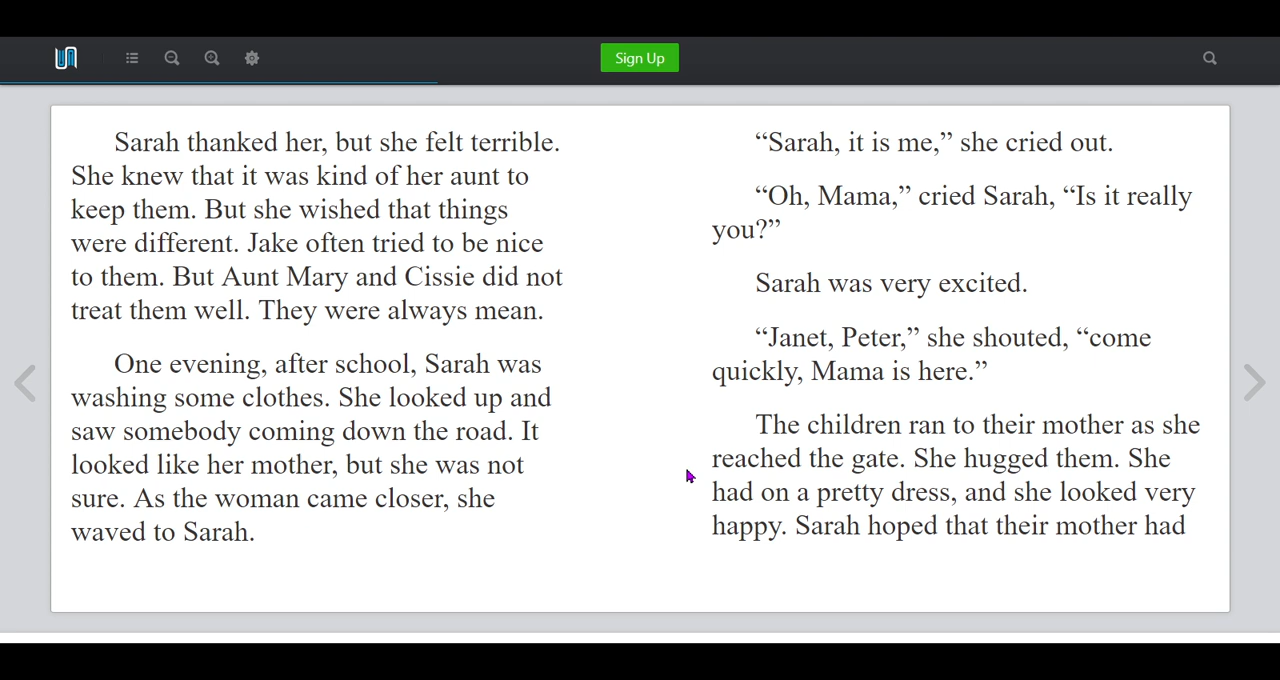 Sign Up
Sarah thanked her, but she felt terrible.
She knew that it was kind of her aunt to
keep them. But she wished that things
were different. Jake often tried to be nice
to them. But Aunt Mary and Cissie did not
treat them well. They were always mean.
One evening, after school, Sarah was
washing some clothes. She looked up and
saw somebody coming down the road. It
looked like her mother, but she was not
sure. As the woman came closer, she
waved to Sarah.
“Sarah, it is me,” she cried out.
“Oh, Mama,” cried Sarah, “Is it really
you?”
Sarah was very excited.
“Janet, Peter,” she shouted, “come
quickly, Mama is here.”
The children ran to their mother as she
reached the gate. She hugged them. She
had on a pretty dress, and she looked very
happy. Sarah hoped that their mother had